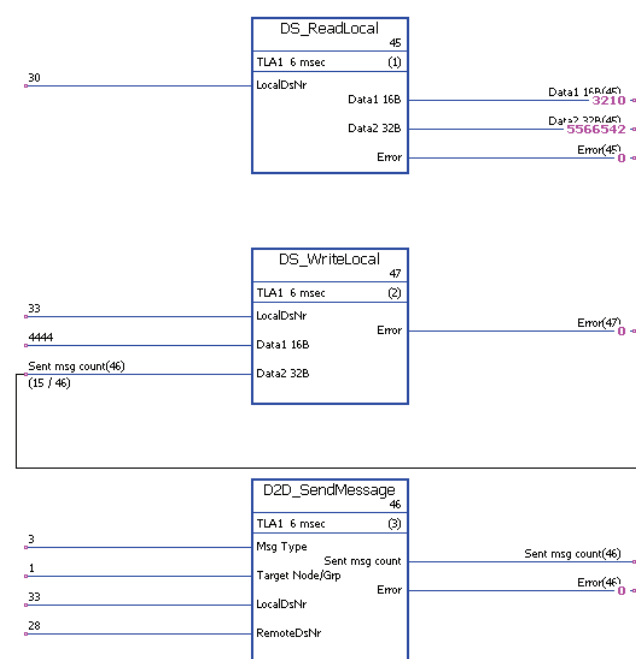 DS_ReadLocal
45
TLA1 6 msec (1)
30
LocalDsNr
Data1 16B
Data1 16B(45)
3210
Data2 32B
Data2 32B(45)
5566542
Error
Error(45)
0
DS_WriteLocal
47
TLA1 6 msec (2)
33
LocalDsNr
Error
Error(47)
0
4444
Data1 16B
Sent msg count(46)
(15 / 46)
Data2 32B
D2D_SendMessage
46
TLA1 6 msec (3)
3
Msg Type
Sent msg count
Sent msg count(46)
1
Target Node/Grp
Error
Error(46)
0
33
LocalDsNr
28
RemoteDsNr